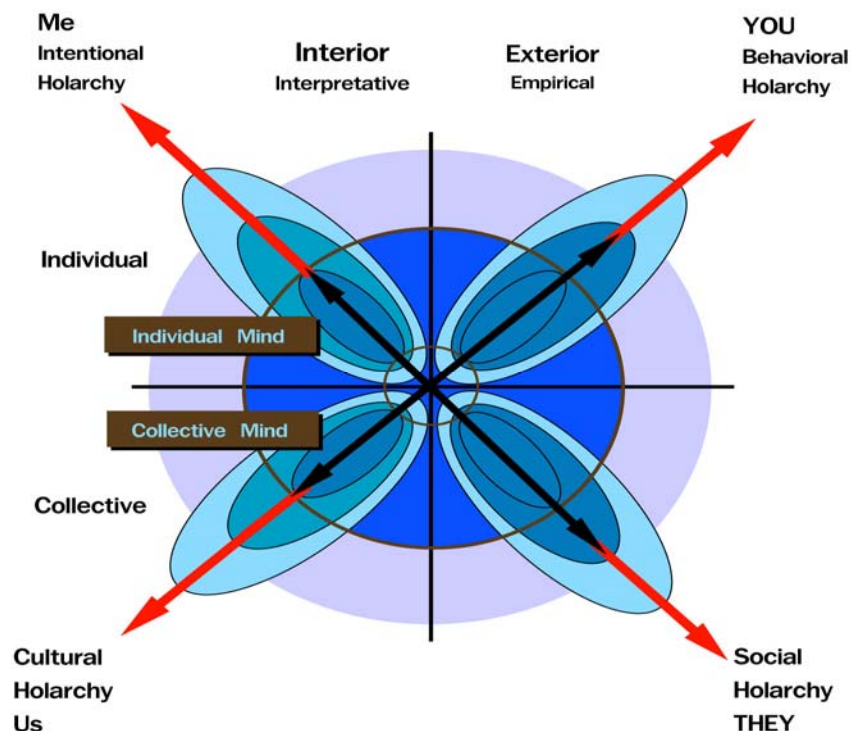 Me
Intentional
Holarchy
Interior
Interpretative
Exterior
Empirical
YOU
Behavioral
Holarchy
Individual
Individual Mind
Collective Mind
Collective
Cultural
Holarchy
Us
Social
Holarchy
THEY